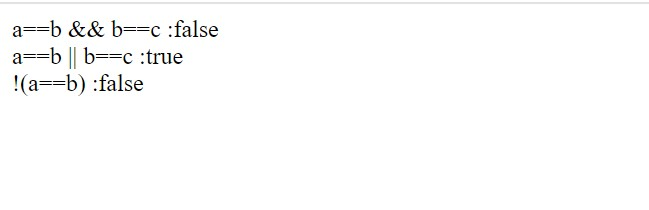 a==b && b==c :false
a==b || b==c :true
!(a==b) :false